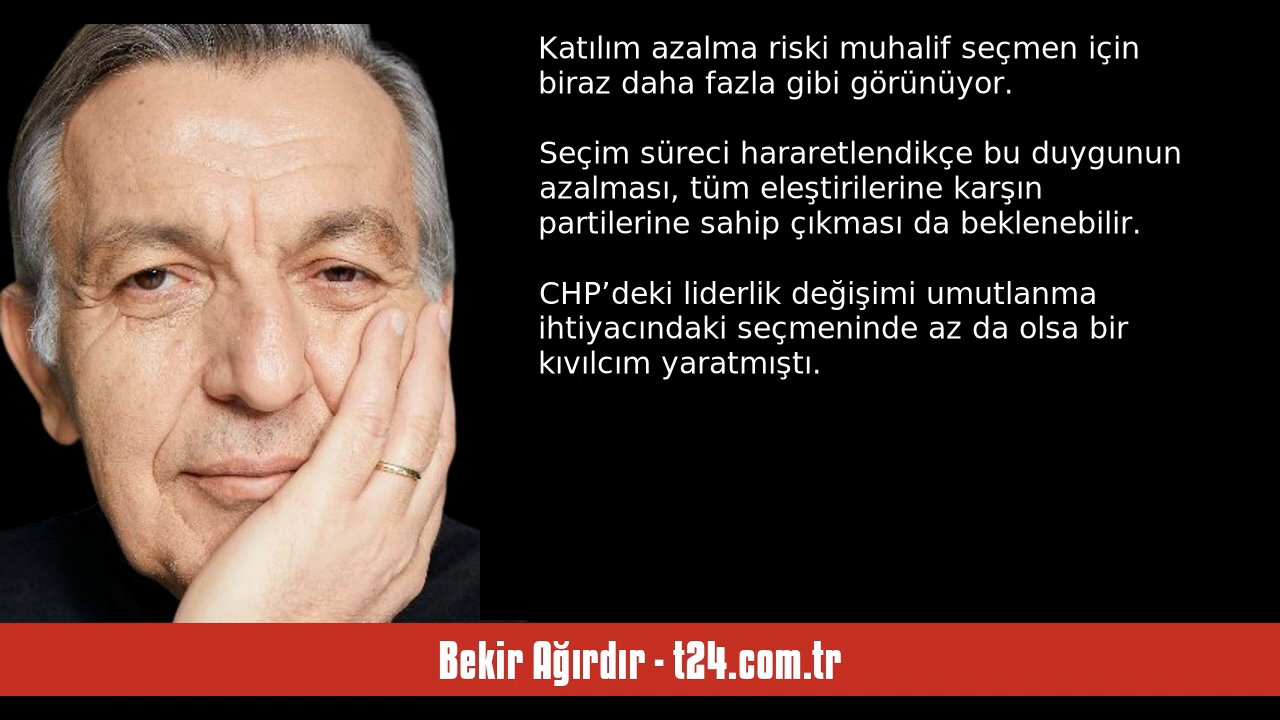 Katılım azalma riski muhalif seçmen için
biraz daha fazla gibi görünüyor.
Seçim süreci hararetlendikçe bu duygunun
azalması, tüm eleştirilerine karşın
partilerine sahip çıkması da beklenebilir.
CHP’deki liderlik değişimi umutlanma
ihtiyacındaki seçmeninde az da olsa bir
kıvılcım yaratmıştı.
Bekir Ağırdır - t24.com.tr